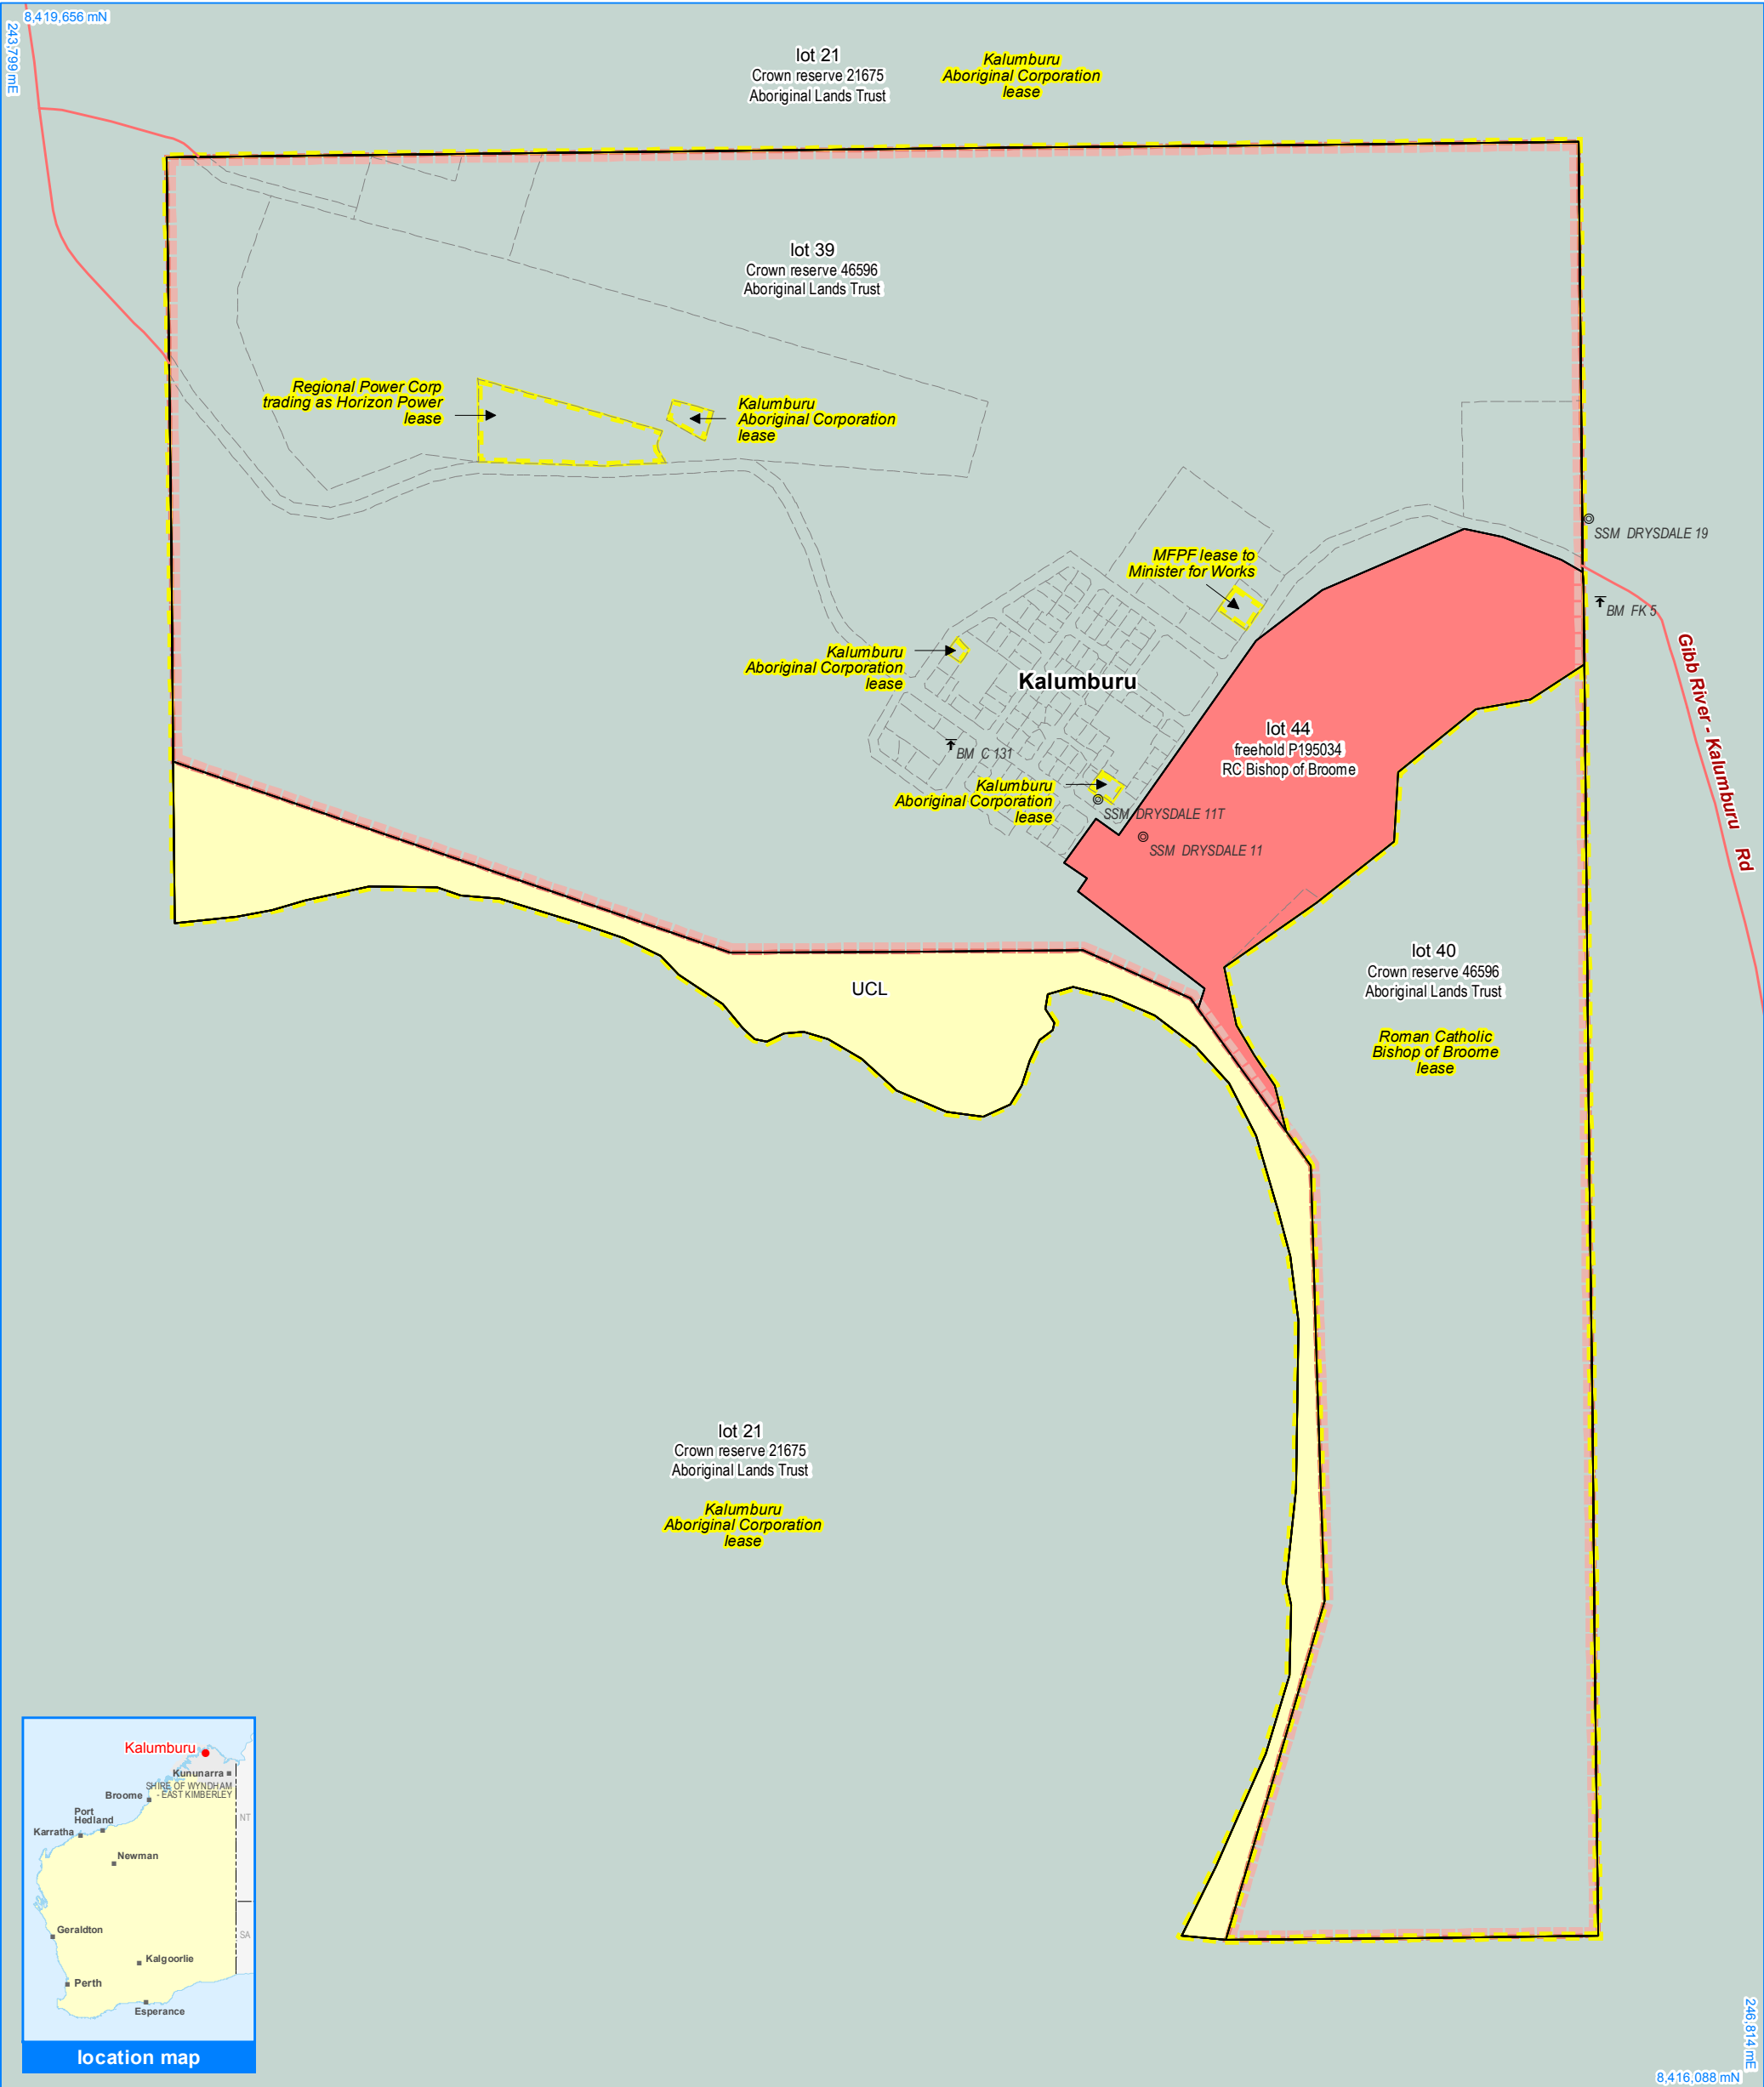 8,419,656 mN
243,799 mE
lot 21
Crown reserve 21675
Aboriginal Lands Trust
Kalumburu
Aboriginal Corporation
lease
lot 39
Crown reserve 46596
Aboriginal Lands Trust
Regional Power Corp
trading as Horizon Power
lease
Kalumburu
Aboriginal Corporation
lease
SSM DRYSDALE 19
MFPF lease to
Minister for Works
BM FK 5
Kalumburu
Aboriginal Corporation
lease
Kalumburu
Gibb River - Kalumburu Rd
lot 44
freehold P195034
RC Bishop of Broome
BM C 131
Kalumburu
Aboriginal Corporation
lease
SSM DRYSDALE 11T
SSM DRYSDALE 11
lot 40
Crown reserve 46596
Aboriginal Lands Trust
UCL
Roman Catholic
Bishop of Broome
lease
lot 21
Crown reserve 21675
Aboriginal Lands Trust
Kalumburu
Aboriginal Corporation
lease
Kalumburu
Kununurra
SHIRE OF WYNDHAM
- EAST KIMBERLEY
Broome
Port
Hedland
NT
Karratha
Newman
Geraldton
SA
Kalgoorlie
Perth
Esperance
location map
246,814 mE
8,416,088 mN